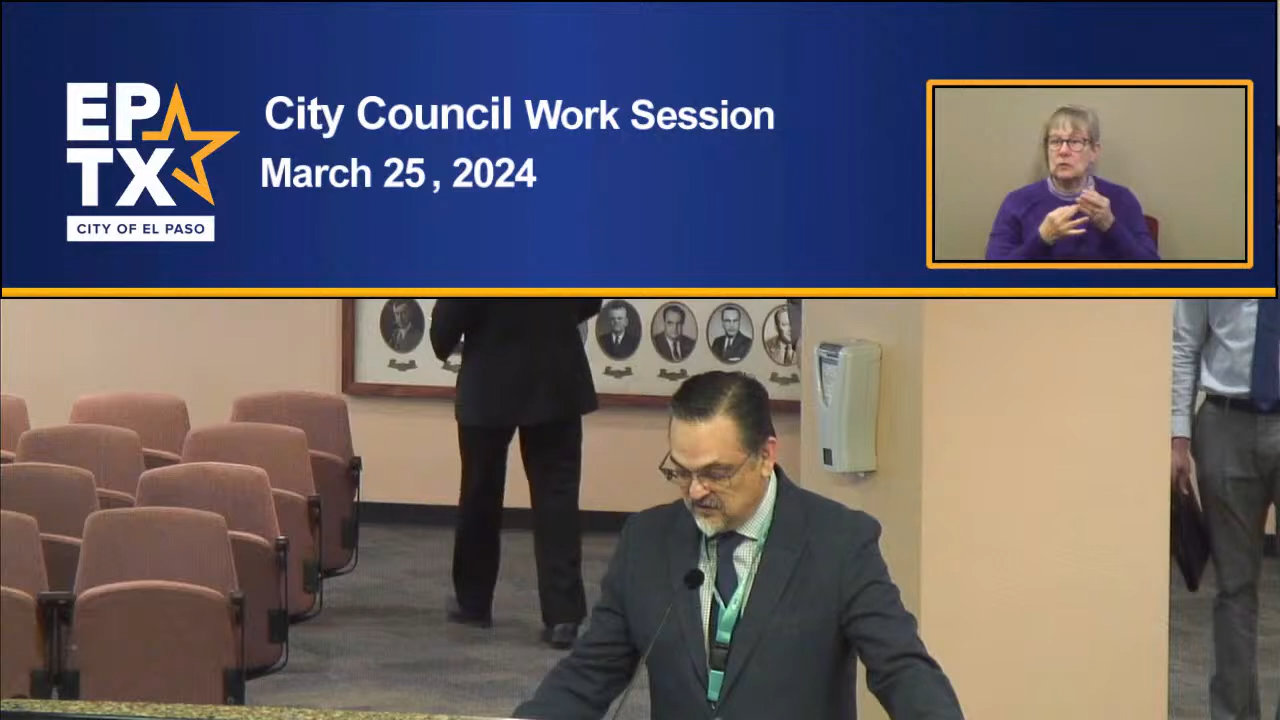 EP
TX
CITY OF EL PASO
City Council Work Session
March 25, 2024